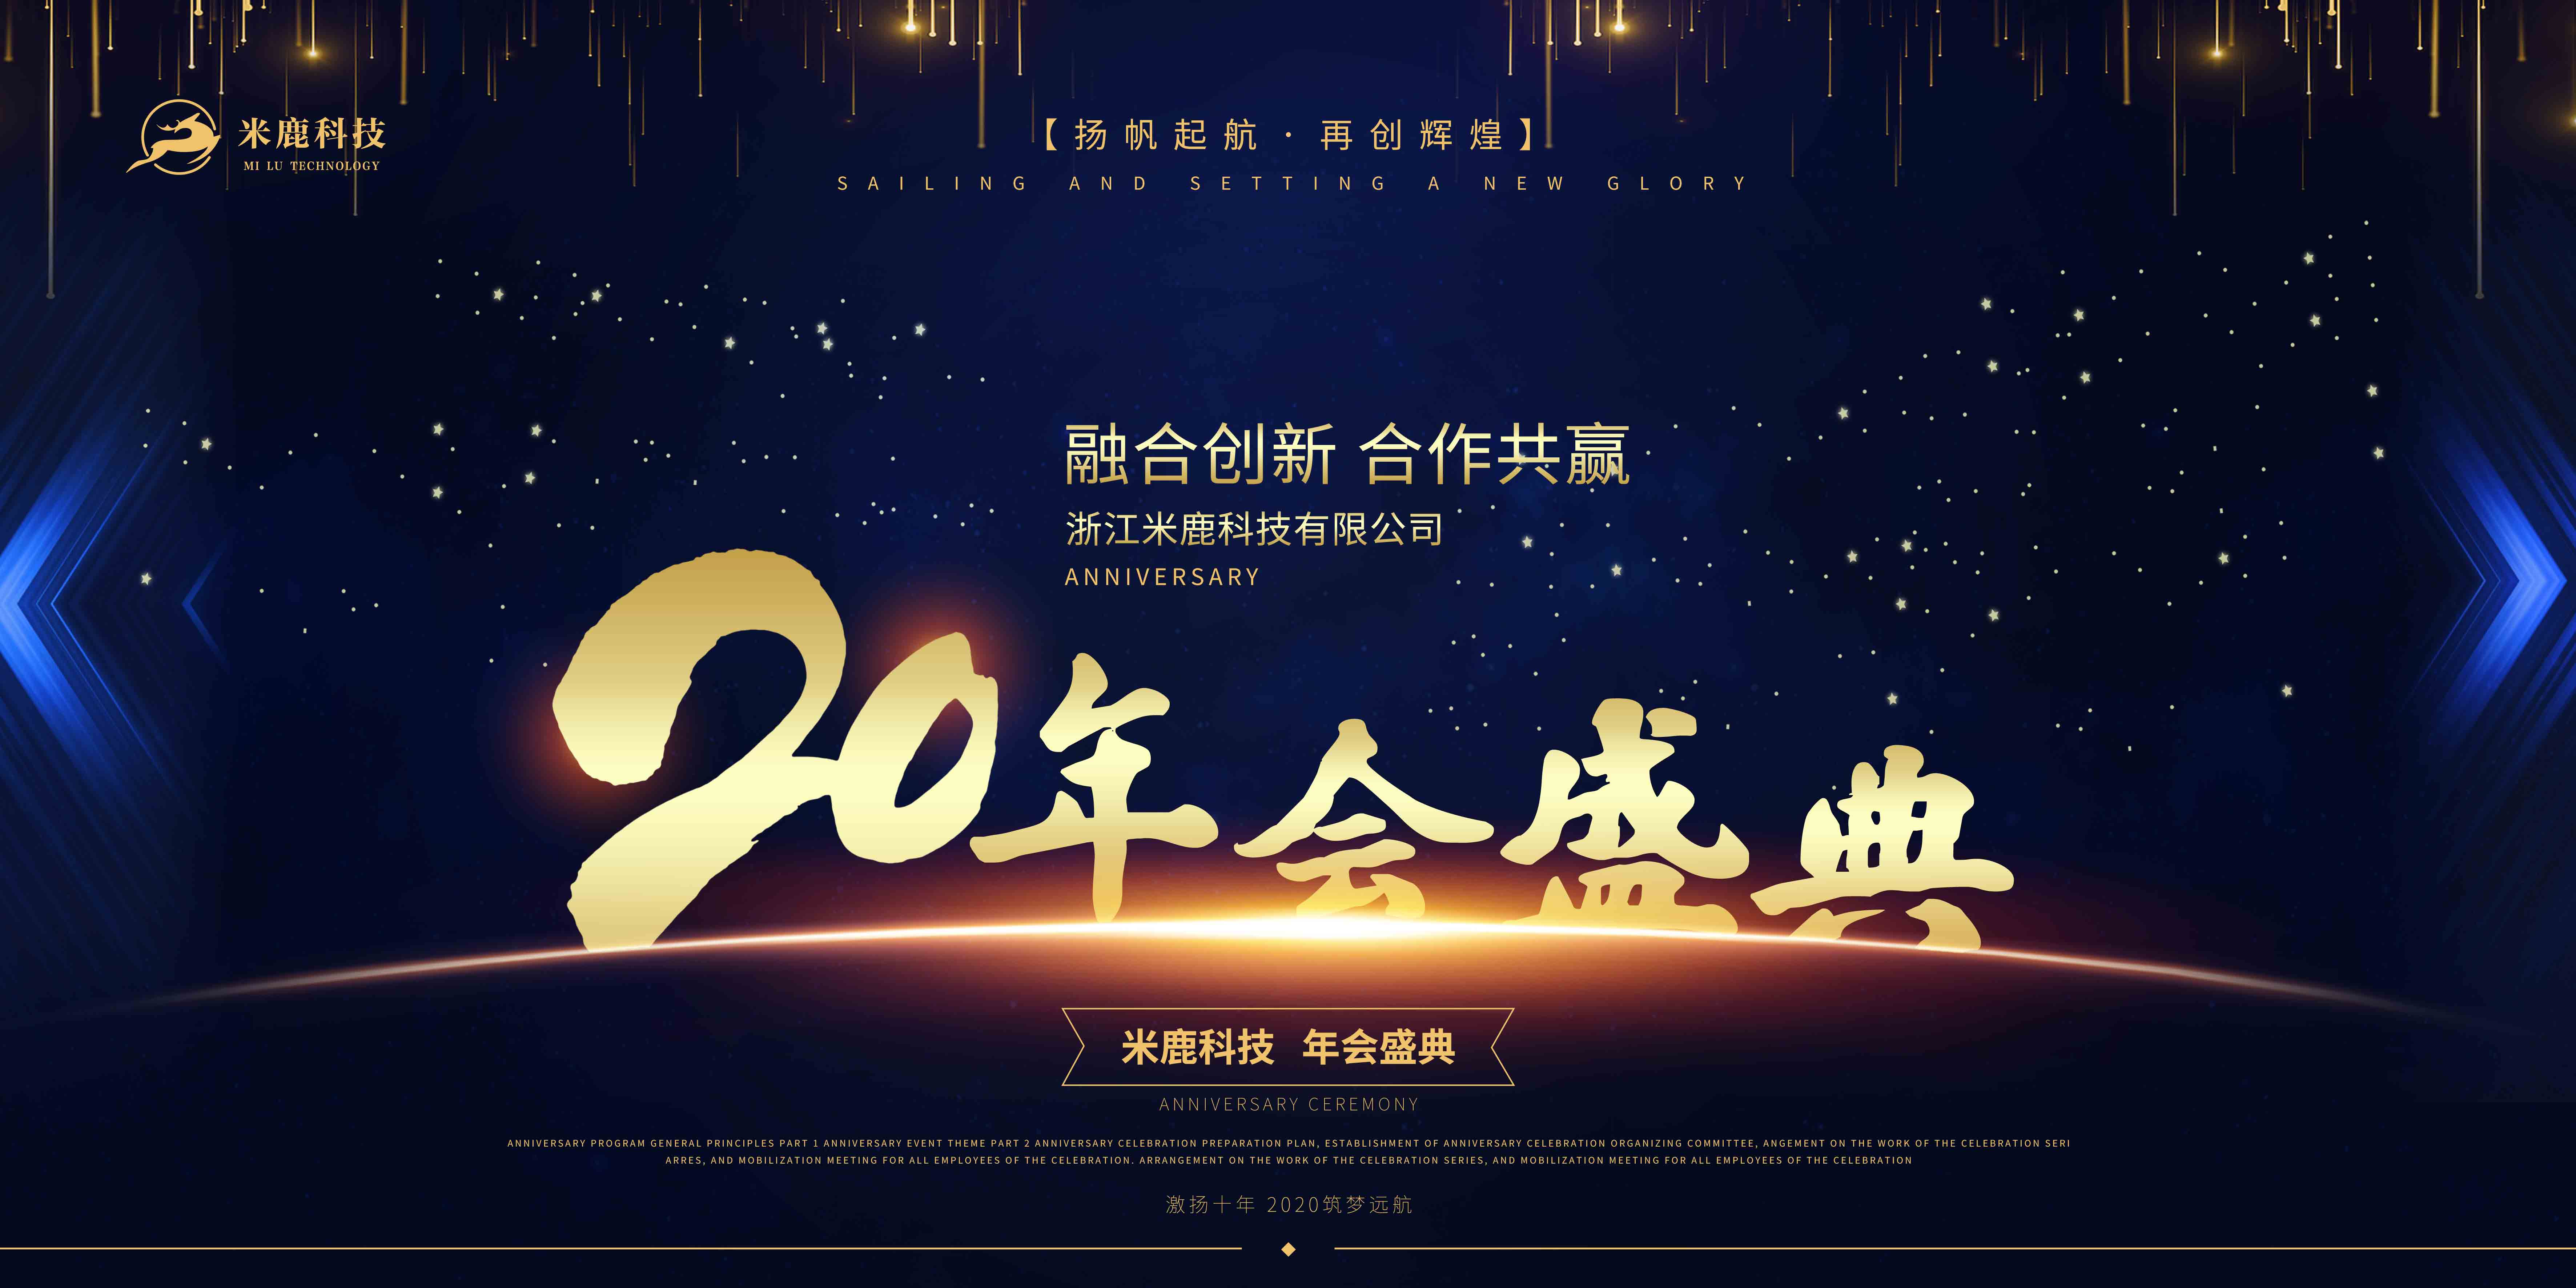 米鹿科技
MI LU TECHNOLOGY
【扬帆起航·再创辉煌】
SAILING AND SETTING A NEW GLORY
融合创新 合作共赢
浙江米鹿科技有限公司
ANNIVERSARY
20年会盛典
米鹿科技 年会盛典
ANNIVERSARY CEREMONY
ANNIVERSARY PROGRAM GENERAL PRINCIPLES PART 1 ANNIVERSARY EVENT THEME PART 2 ANNIVERSARY CELEBRATION PREPARATION PLAN, ESTABLISHMENT OF ANNIVERSARY CELEBRATION ORGANIZING COMMITTEE, ANGEMENT ON THE WORK OF THE CELEBRATION SERI
ARRES, AND MOBILIZATION MEETING FOR ALL EMPLOYEES OF THE CELEBRATION. ARRANGEMENT ON THE WORK OF THE CELEBRATION SERIES, AND MOBILIZATION MEETING FOR ALL EMPLOYEES OF THE CELEBRATION
激扬十年 2020筑梦远航